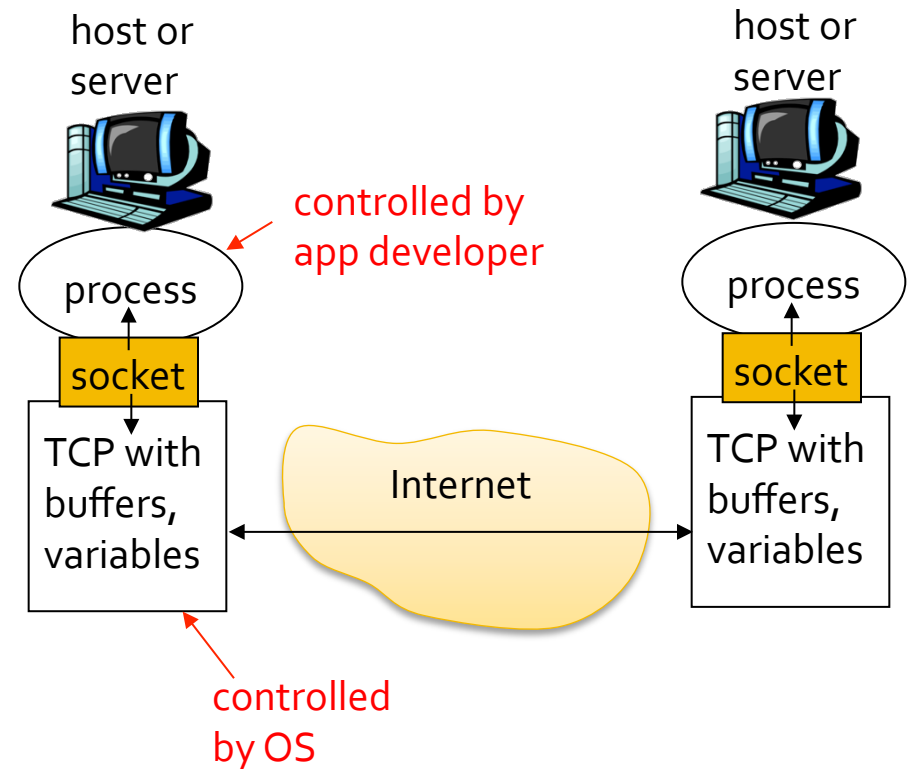 host or
server
host or
server
controlled by
app developer
process
process
socket
socket
TCP with
buffers,
variables
Internet
TCP with
buffers,
variables
controlled
by OS